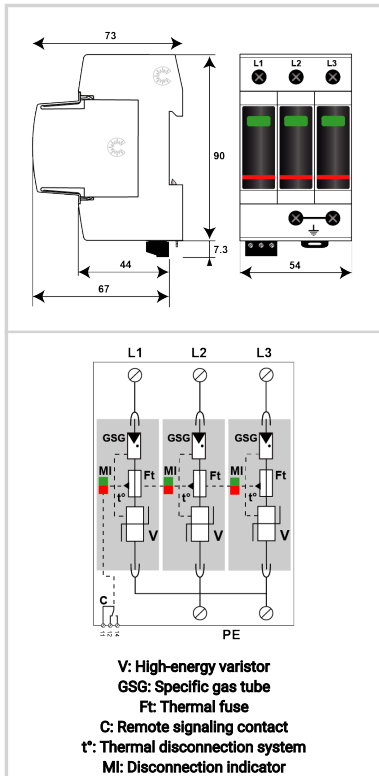 73
L1 L2 L3
90
7.3
44
54
67
L1 L2 L3
GSG GSG GSG
MI Ft MI Ft MI Ft
t° t° t°
V V V
C
11 12 14
PE
V: High-energy varistor
GSG: Specific gas tube
Ft: Thermal fuse
C: Remote signaling contact
t°: Thermal disconnection system
MI: Disconnection indicator